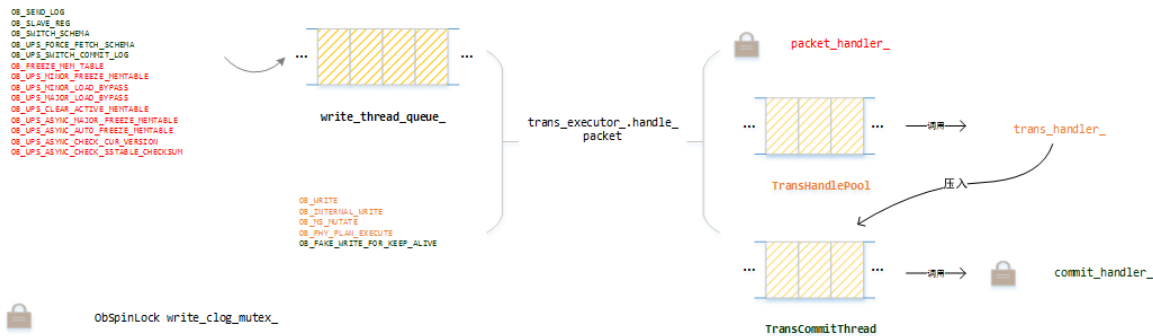 OB_SEND_LOG
OB_SLAVE_REG
OB_SWITCH_SCHEMA
OB_UPS_FORCE_FETCH_SCHEMA
OB_UPS_SWITCH_COMMIT_LOG
OB_FREEZE_MEM_TABLE
OB_UPS_MINOR_FREEZE_MEMTABLE
OB_UPS_MINOR_LOAD_BYPASS
OB_UPS_MAJOR_LOAD_BYPASS
OB_UPS_CLEAR_ACTIVE_MEMTABLE
OB_UPS_ASYNC_MAJOR_FREEZE_MEMTABLE
OB_UPS_ASYNC_AUTO_FREEZE_MEMTABLE
OB_UPS_ASYNC_CHECK_CUR_VERSION
OB_UPS_ASYNC_CHECK_SSTABLE_CHECKSUM
... ...
write_thread_queue_
OB_WRITE
OB_INTERNAL_WRITE
OB_MS_MUTATE
OB_PHY_PLAN_EXECUTE
OB_FAKE_WRITE_FOR_KEEP_ALIVE
trans_executor_.handle_
packet
packet_handler_
... ...
调用
trans_handler_
TransHandlePool
压入
... ...
调用
commit_handler_
TransCommitThread
ObSpinLock write_clog_mutex_